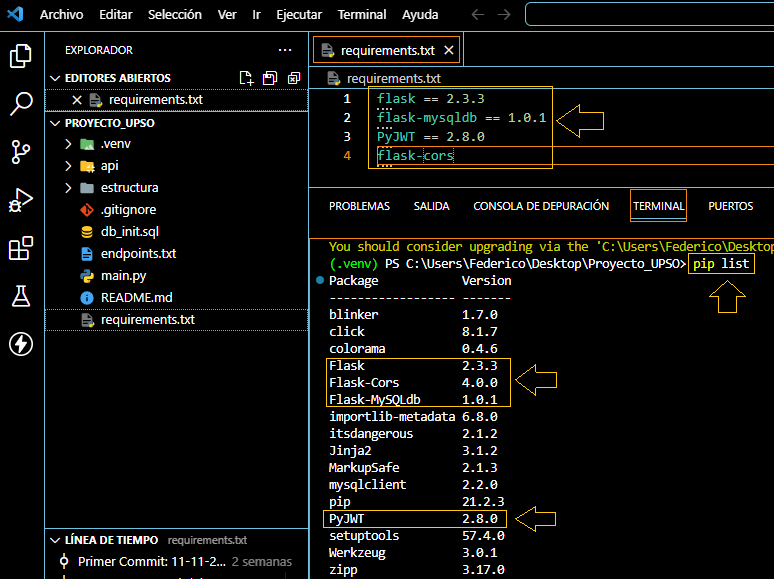 Archivo Editar Selección Ver Ir Ejecutar Terminal Ayuda
EXPLORADOR
EDITORES ABIERTOS
requirements.txt
PROYECTO_UPSO
.venv
api
estructura
.gitignore
db_init.sql
endpoints.txt
main.py
README.md
requirements.txt
LÍNEA DE TIEMPO requirements.txt
Primer Commit: 11-11-2... 2 semanas
requirements.txt
requirements.txt
1 flask == 2.3.3
2 flask-mysqldb == 1.0.1
3 PyJWT == 2.8.0
4 flask-cors
PROBLEMAS SALIDA CONSOLA DE DEPURACIÓN TERMINAL PUERTOS
You should consider upgrading via the 'C:\Users\Federico\Desktop
(.venv) PS C:\Users\Federico\Desktop\Proyecto_UPSO> pip list
Package Version
------------------ -------
blinker 1.7.0
click 8.1.7
colorama 0.4.6
Flask 2.3.3
Flask-Cors 4.0.0
Flask-MySQLdb 1.0.1
importlib-metadata 6.8.0
itsdangerous 2.1.2
Jinja2 3.1.2
MarkupSafe 2.1.3
mysqlclient 2.2.0
pip 21.2.3
PyJWT 2.8.0
setuptools 57.4.0
Werkzeug 3.0.1
zipp 3.17.0